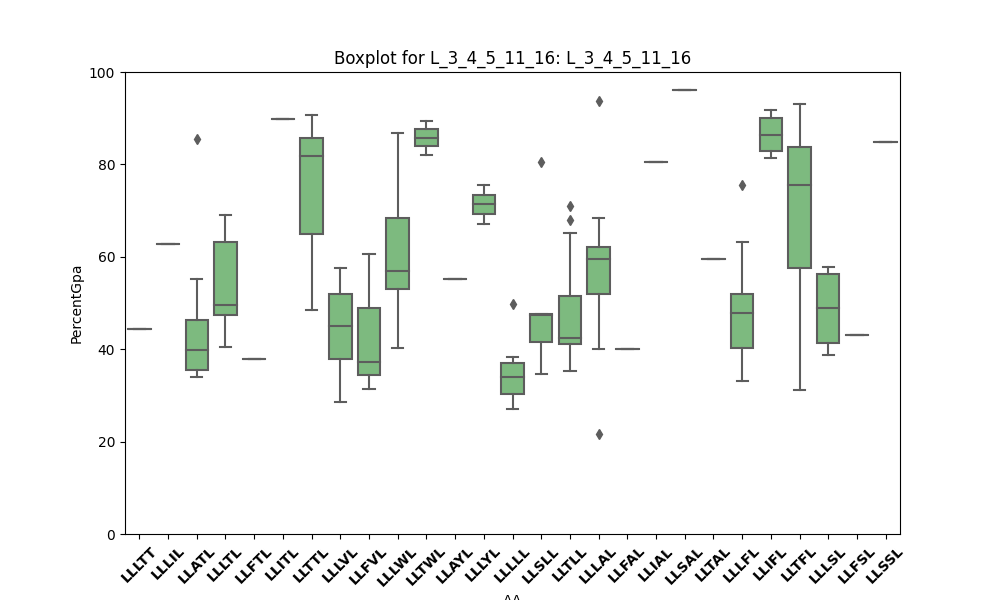 Boxplot for L_3_4_5_11_16: L_3_4_5_11_16
PercentGpa
100
80
60
40
20
0
LLLTT LLLIL LLATL LLLTL LLFTL LLITL LLTTL LLLVL LLFVL LLLWL LLTWL LLAYL LLLYL LLLLL LLSLL LLTLL LLLAL LLFAL LLIAL LLSAL LLTAL LLLFL LLIFL LLTFL LLLSL LLFSL LLSSL
AA